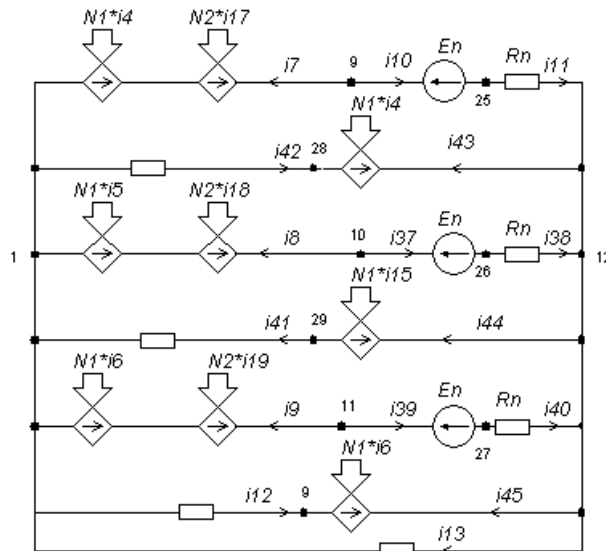 N1*i4 N2*i17
i7 9 i10 En Rn i11
25
N1*i4
i42 28 i43
N1*i5 N2*i18
En Rn
1 i8 10 i37 26 i38 12
N1*i15
i41 29 i44
N1*i6 N2*i19
Rn
En
i9 11 i39 27 i40
N1*i6
i12 9 i45
i13